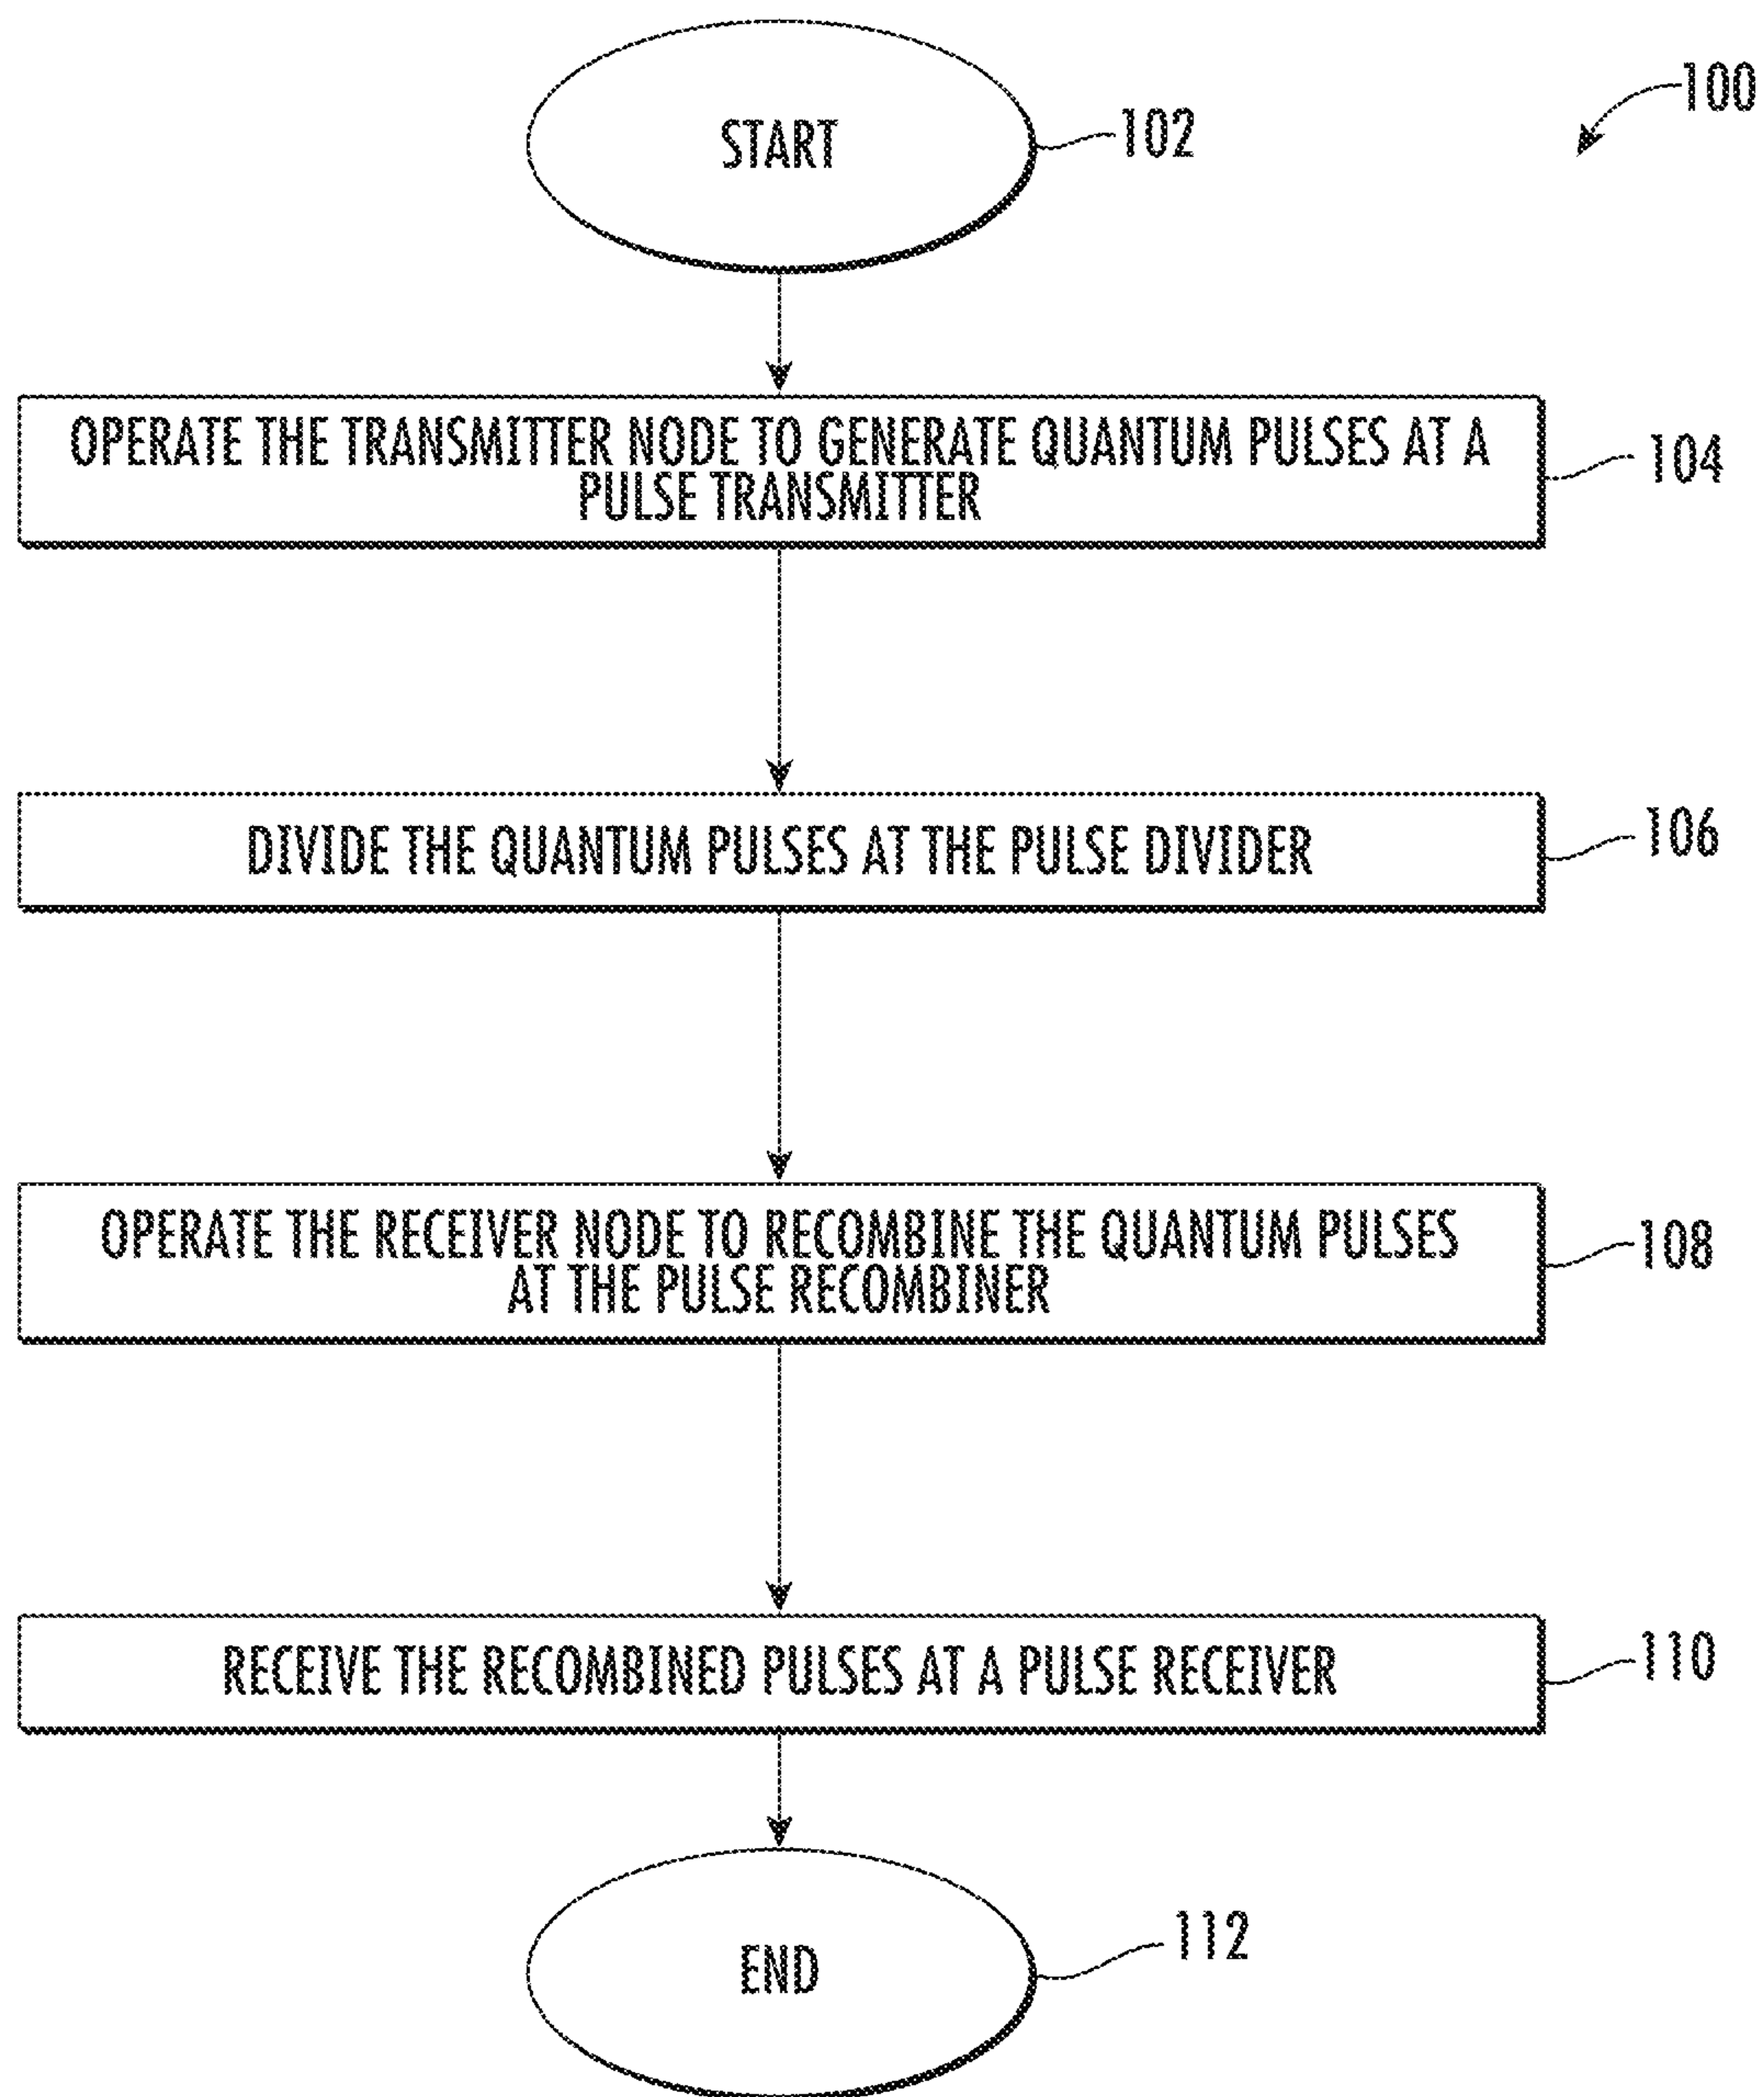 100
START
102
OPERATE THE TRANSMITTER NODE TO GENERATE QUANTUM PULSES AT A
PULSE TRANSMITTER
104
DIVIDE THE QUANTUM PULSES AT THE PULSE DIVIDER
106
OPERATE THE RECEIVER NODE TO RECOMBINE THE QUANTUM PULSES
AT THE PULSE RECOMBINER
108
RECEIVE THE RECOMBINED PULSES AT A PULSE RECEIVER
110
END
112